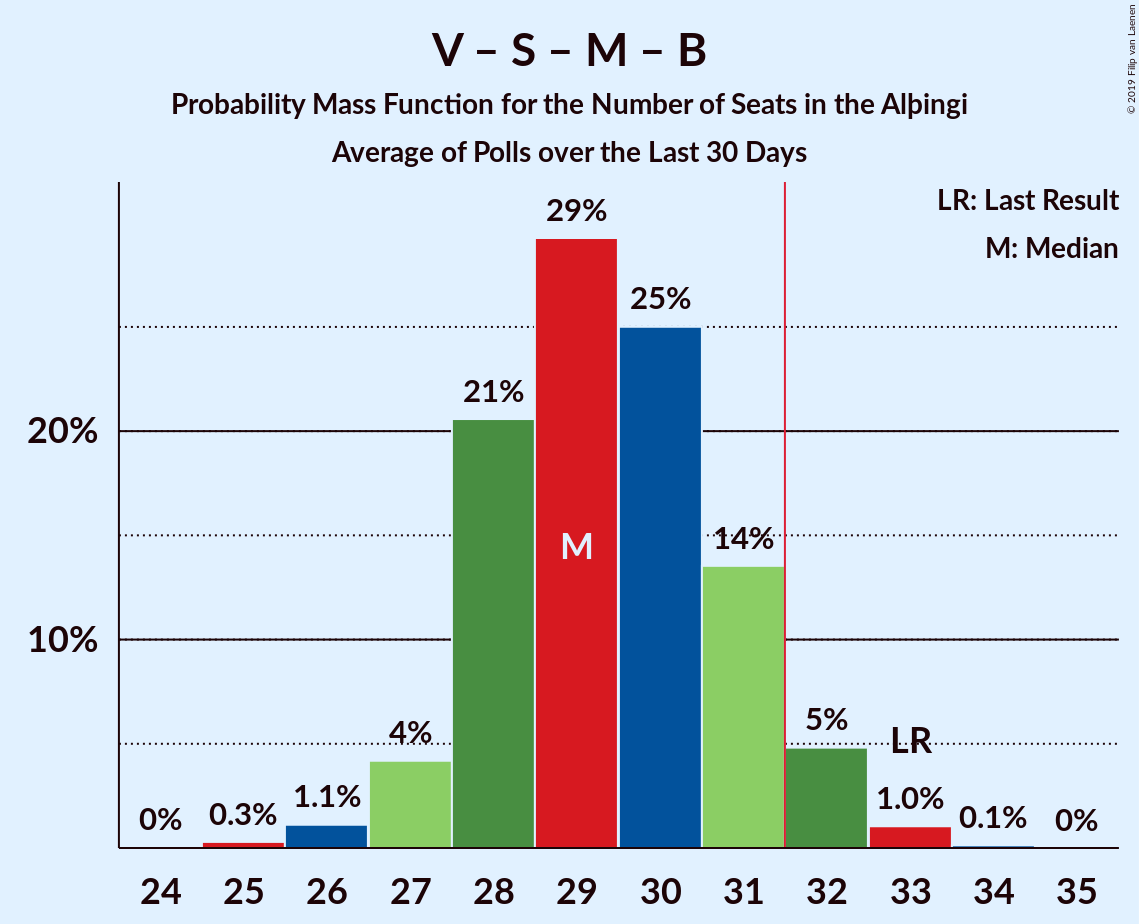 V – S – M – B
Probability Mass Function for the Number of Seats in the Alþingi
Average of Polls over the Last 30 Days
© 2019 Filip van Laenen
LR: Last Result
M: Median
20%
10%
0%
0.3%
1.1%
4%
21%
29%
25%
14%
5%
1.0%
0.1%
0%
M
LR
24 25 26 27 28 29 30 31 32 33 34 35